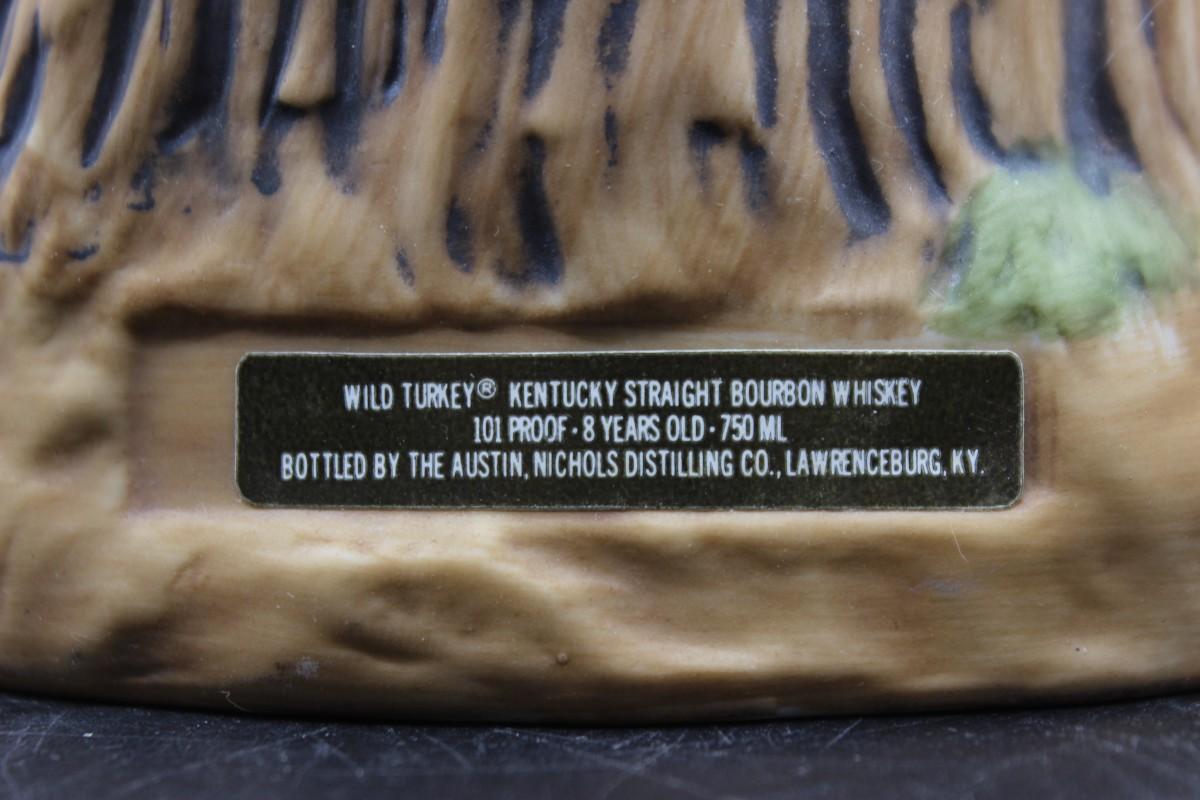 WILD TURKEY® KENTUCKY STRAIGHT BOURBON WHISKEY
101 PROOF · 8 YEARS OLD · 750 ML
BOTTLED BY THE AUSTIN, NICHOLS DISTILLING CO., LAWRENCEBURG, KY.